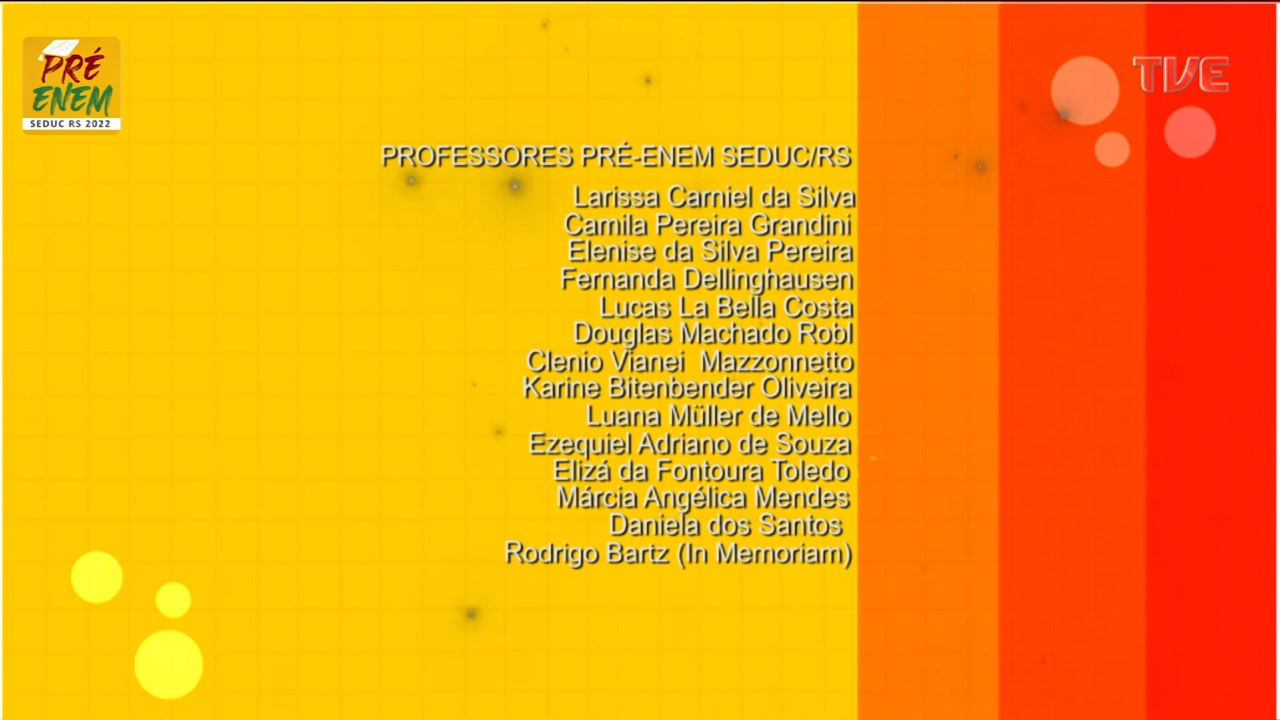 PRÉ
ENEM
SEDUC RS 2022
TVE
PROFESSORES PRÉ-ENEM SEDUC/RS
Larissa Carniel da Silva
Camila Pereira Grandini
Elenise da Silva Pereira
Fernanda Dellinghausen
Lucas La Bella Costa
Douglas Machado Robl
Clenio Vianei  Mazzonnetto
Karine Bitenbender Oliveira
Luana Müller de Mello
Ezequiel Adriano de Souza
Elizá da Fontoura Toledo
Márcia Angélica Mendes
Daniela dos Santos
Rodrigo Bartz (In Memoriam)